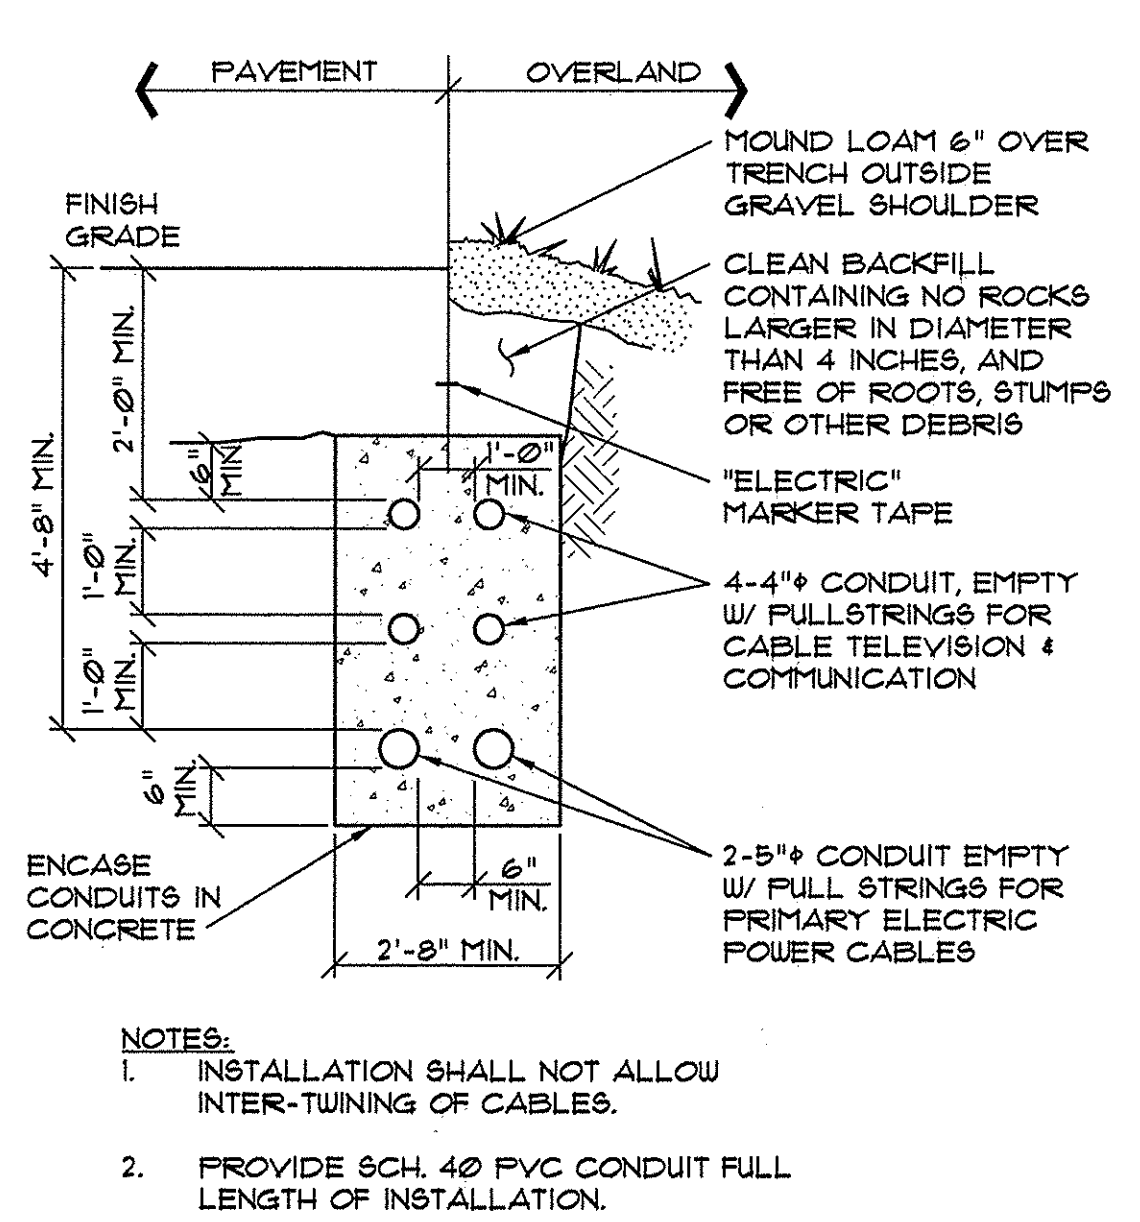 PAVEMENT
OVERLAND
MOUND LOAM 6" OVER
TRENCH OUTSIDE
GRAVEL SHOULDER
FINISH
GRADE
CLEAN BACKFILL
CONTAINING NO ROCKS
LARGER IN DIAMETER
THAN 4 INCHES, AND
FREE OF ROOTS, STUMPS
OR OTHER DEBRIS
2'-0" MIN.
4'-8" MIN.
6"
MIN
1'-0"
MIN.
"ELECTRIC"
MARKER TAPE
1'-0"
MIN.
4-4"φ CONDUIT, EMPTY
W/ PULLSTRINGS FOR
CABLE TELEVISION &
COMMUNICATION
1'-0"
MIN.
6"
MIN.
2-5"φ CONDUIT EMPTY
W/ PULL STRINGS FOR
PRIMARY ELECTRIC
POWER CABLES
ENCASE
CONDUITS IN
CONCRETE
6"
MIN.
2'-8" MIN.
NOTES:
1. INSTALLATION SHALL NOT ALLOW
INTER-TWINING OF CABLES.
2. PROVIDE SCH. 40 PVC CONDUIT FULL
LENGTH OF INSTALLATION.